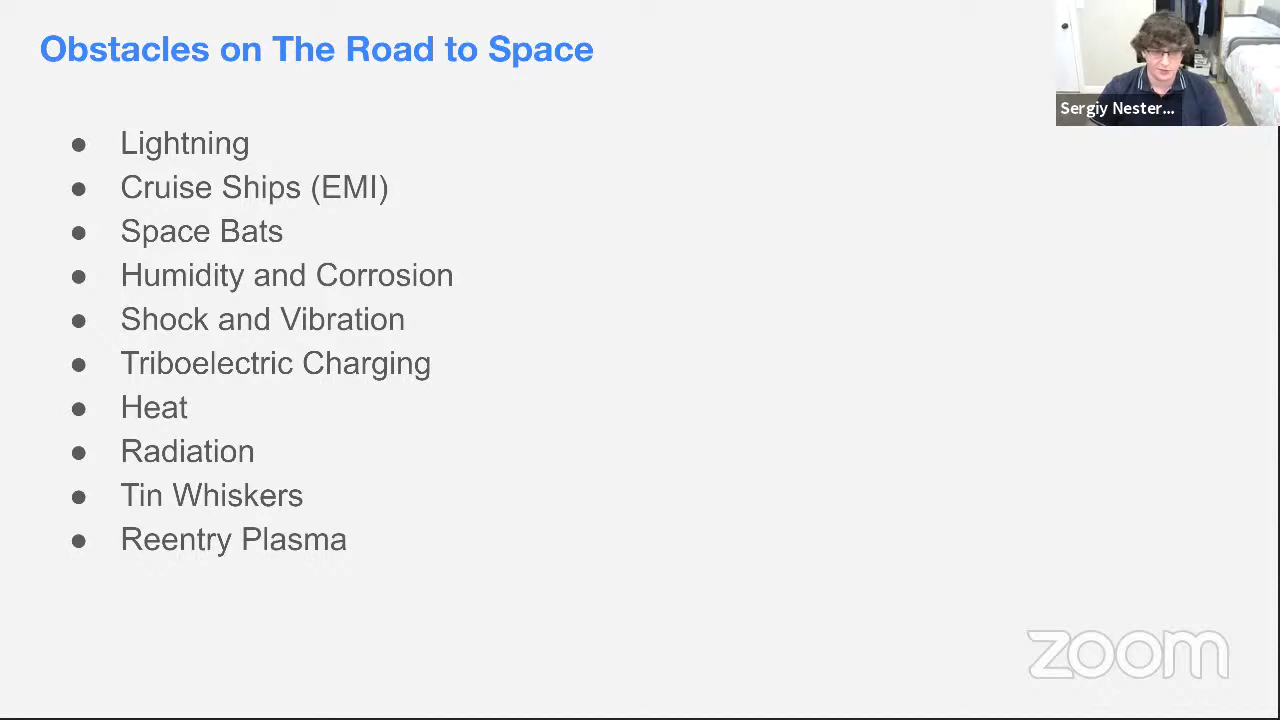 Obstacles on The Road to Space
Sergiy Nester...
● Lightning
● Cruise Ships (EMI)
● Space Bats
● Humidity and Corrosion
● Shock and Vibration
● Triboelectric Charging
● Heat
● Radiation
● Tin Whiskers
● Reentry Plasma
zoom